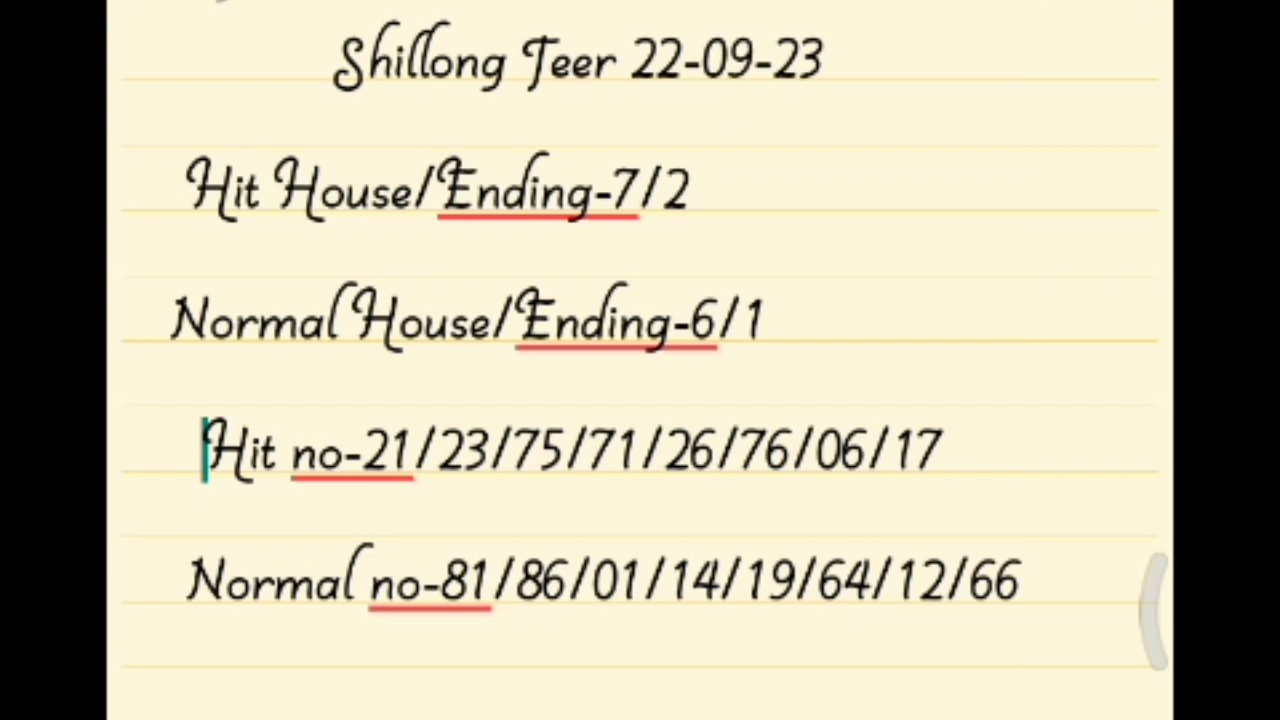 Shillong Teer 22-09-23
Hit House/Ending-7/2
Normal House/Ending-6/1
Hit no-21/23/75/71/26/76/06/17
Normal no-81/86/01/14/19/64/12/66